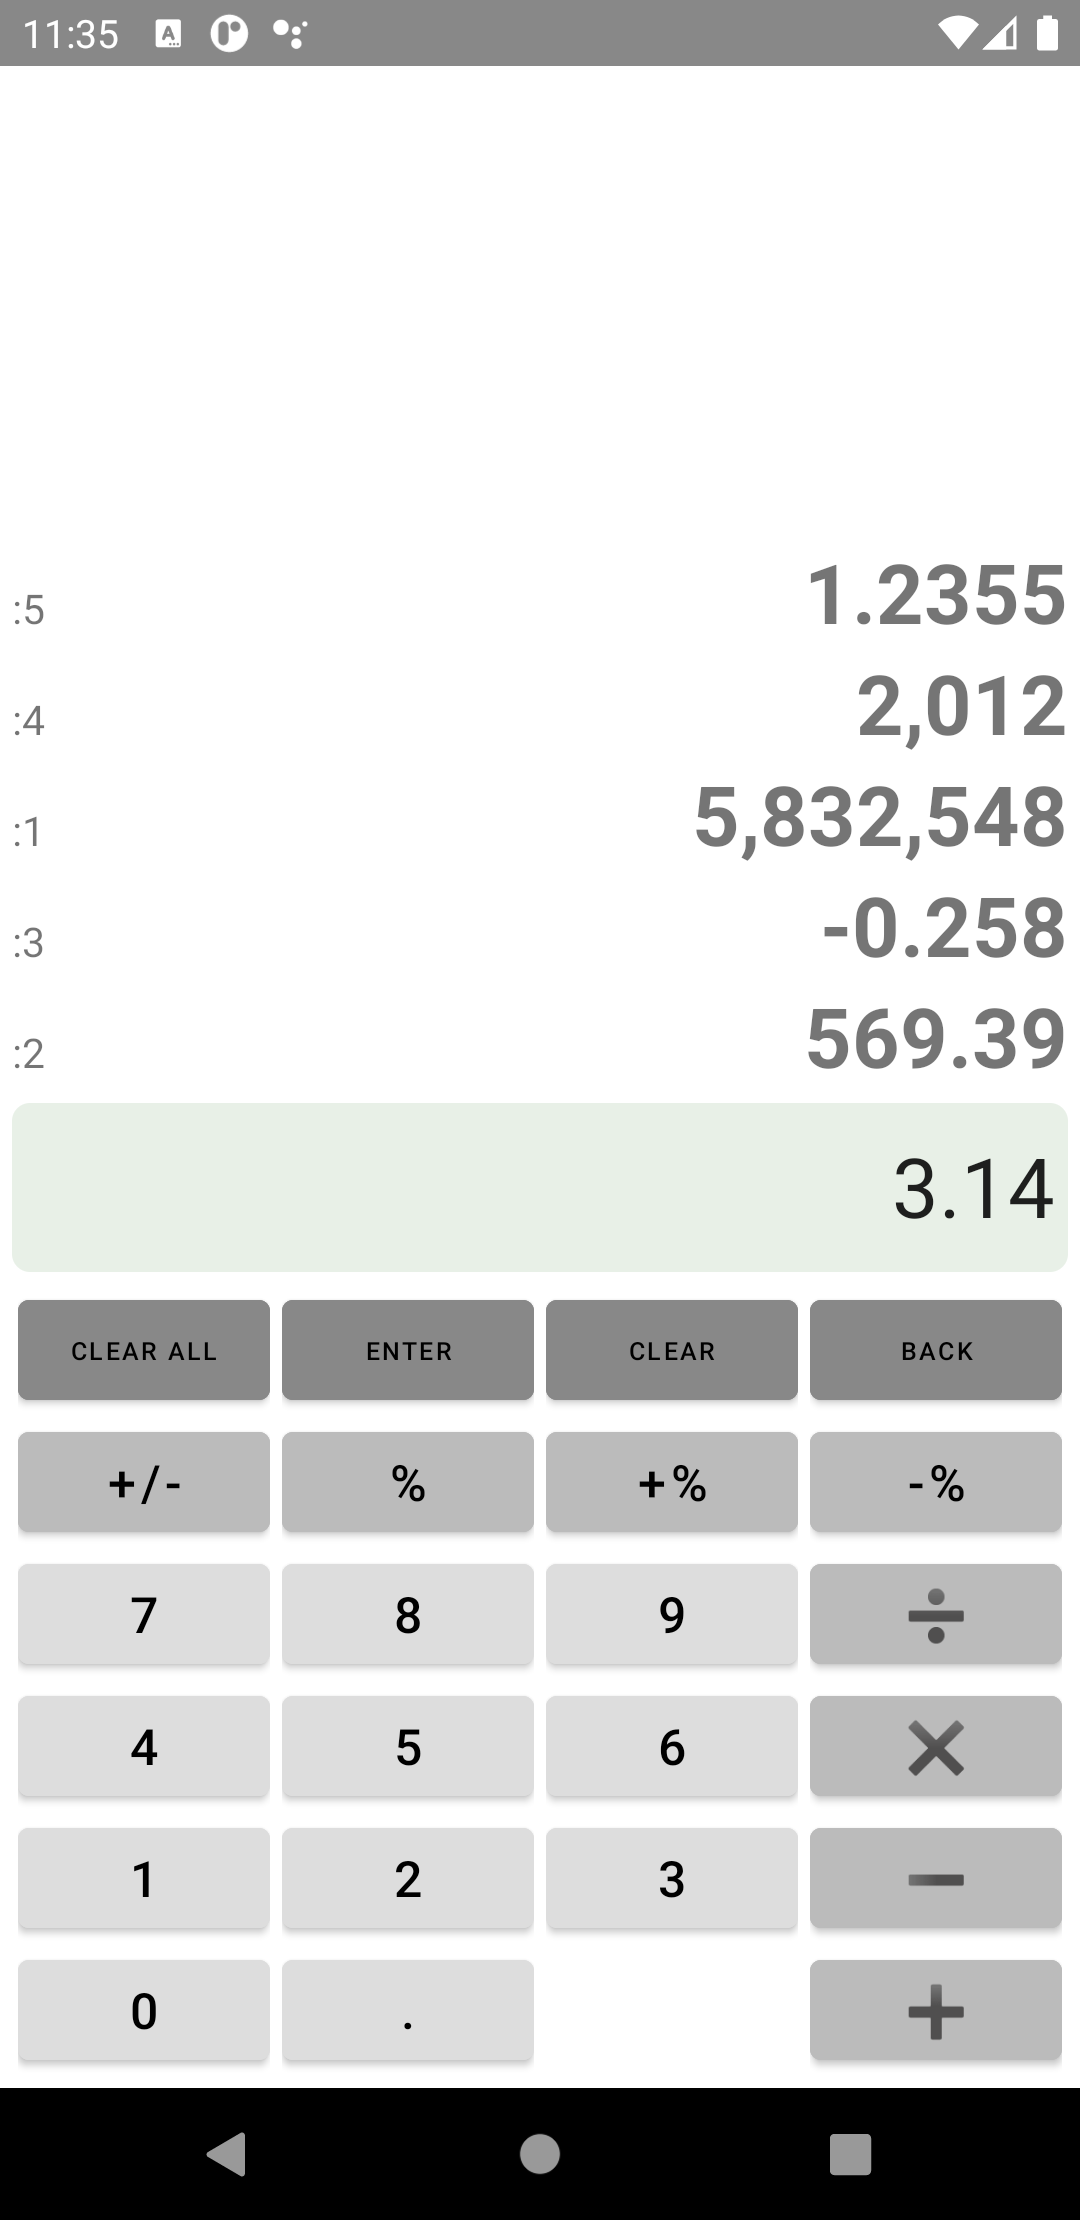 11:35
:5 1.2355
:4 2,012
:1 5,832,548
:3 -0.258
:2 569.39
3.14
CLEAR ALL ENTER CLEAR BACK
+/- % +% -%
7 8 9 ÷
4 5 6 ×
1 2 3 −
0 . +